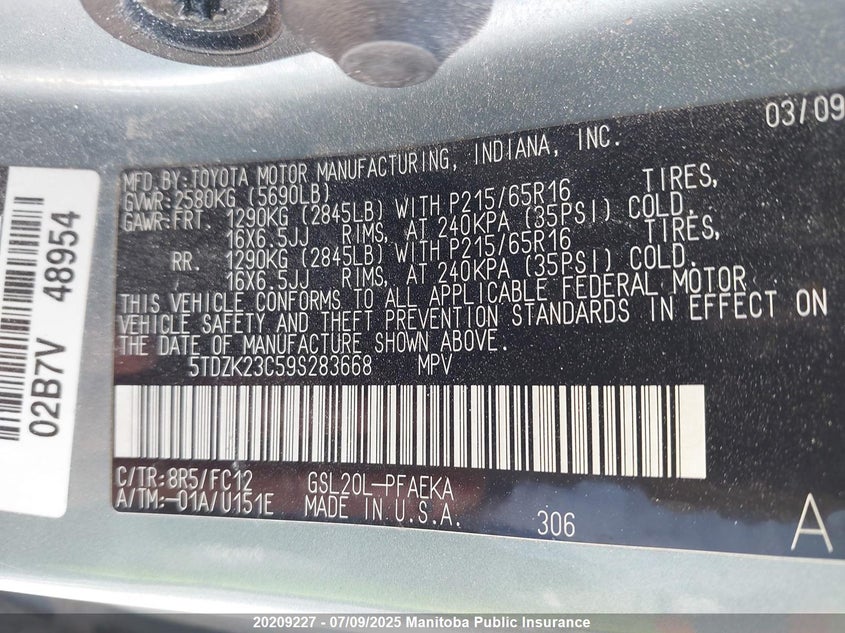 03/09
MFD.BY:TOYOTA MOTOR MANUFACTURING, INDIANA, INC.
GVWR:2580KG (5690LB)
GAWR:FRT. 1290KG (2845LB) WITH P215/65R16 TIRES,
16X6.5JJ RIMS, AT 240KPA (35PSI) COLD.
RR. 1290KG (2845LB) WITH P215/65R16 TIRES,
16X6.5JJ RIMS, AT 240KPA (35PSI) COLD.
THIS VEHICLE CONFORMS TO ALL APPLICABLE FEDERAL MOTOR
VEHICLE SAFETY AND THEFT PREVENTION STANDARDS IN EFFECT ON
THE DATE OF MANUFACTURE SHOWN ABOVE.
5TDZK23C59S283668 MPV
C/TR:8R5/FC12 GSL20L-PFAEKA
A/TM:-01A/U151E MADE IN U.S.A. 306 A
02B7V 48954
20209227 - 07/09/2025 Manitoba Public Insurance